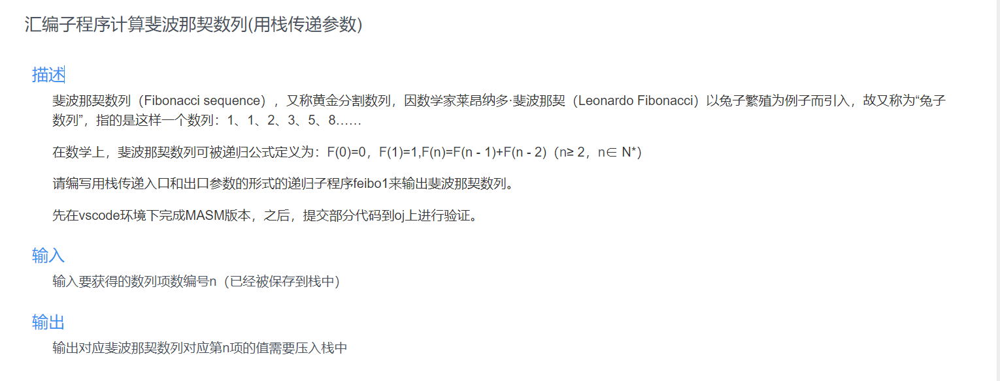 汇编子程序计算斐波那契数列(用栈传递参数)
描述
斐波那契数列（Fibonacci sequence），又称黄金分割数列，因数学家莱昂纳多·斐波那契（Leonardo Fibonacci）以兔子繁殖为例子而引入，故又称为“兔子
数列”，指的是这样一个数列：1、1、2、3、5、8……
在数学上，斐波那契数列可被递归公式定义为：F(0)=0，F(1)=1,F(n)=F(n - 1)+F(n - 2)（n≥ 2，n∈ N*）
请编写用栈传递入口和出口参数的形式的递归子程序feibo1来输出斐波那契数列。
先在vscode环境下完成MASM版本，之后，提交部分代码到oj上进行验证。
输入
输入要获得的数列项数编号n（已经被保存到栈中）
输出
输出对应斐波那契数列对应第n项的值需要压入栈中